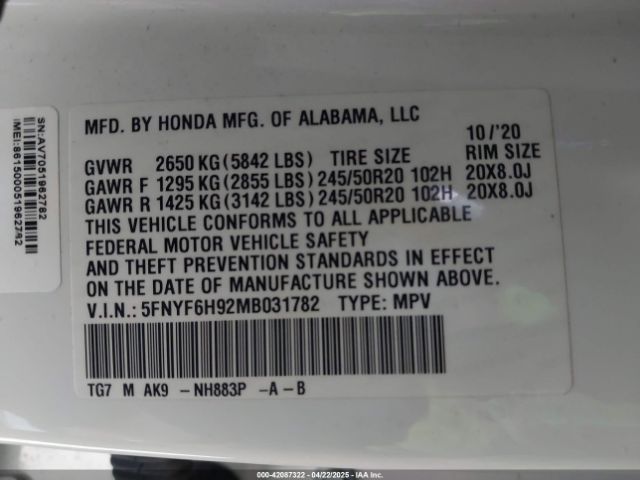 SN:AV7051962782
IMEI:861500051962782
MFD. BY HONDA MFG. OF ALABAMA, LLC
10/'20
GVWR 2650 KG (5842 LBS) TIRE SIZE RIM SIZE
GAWR F 1295 KG (2855 LBS) 245/50R20 102H 20X8.0J
GAWR R 1425 KG (3142 LBS) 245/50R20 102H 20X8.0J
THIS VEHICLE CONFORMS TO ALL APPLICABLE
FEDERAL MOTOR VEHICLE SAFETY
AND THEFT PREVENTION STANDARDS IN EFFECT
ON THE DATE OF MANUFACTURE SHOWN ABOVE.
V.I.N.: 5FNYF6H92MB031782 TYPE: MPV
TG7 M AK9 -NH883P -A-B
000-42087322 - 04/22/2025 - IAA Inc.